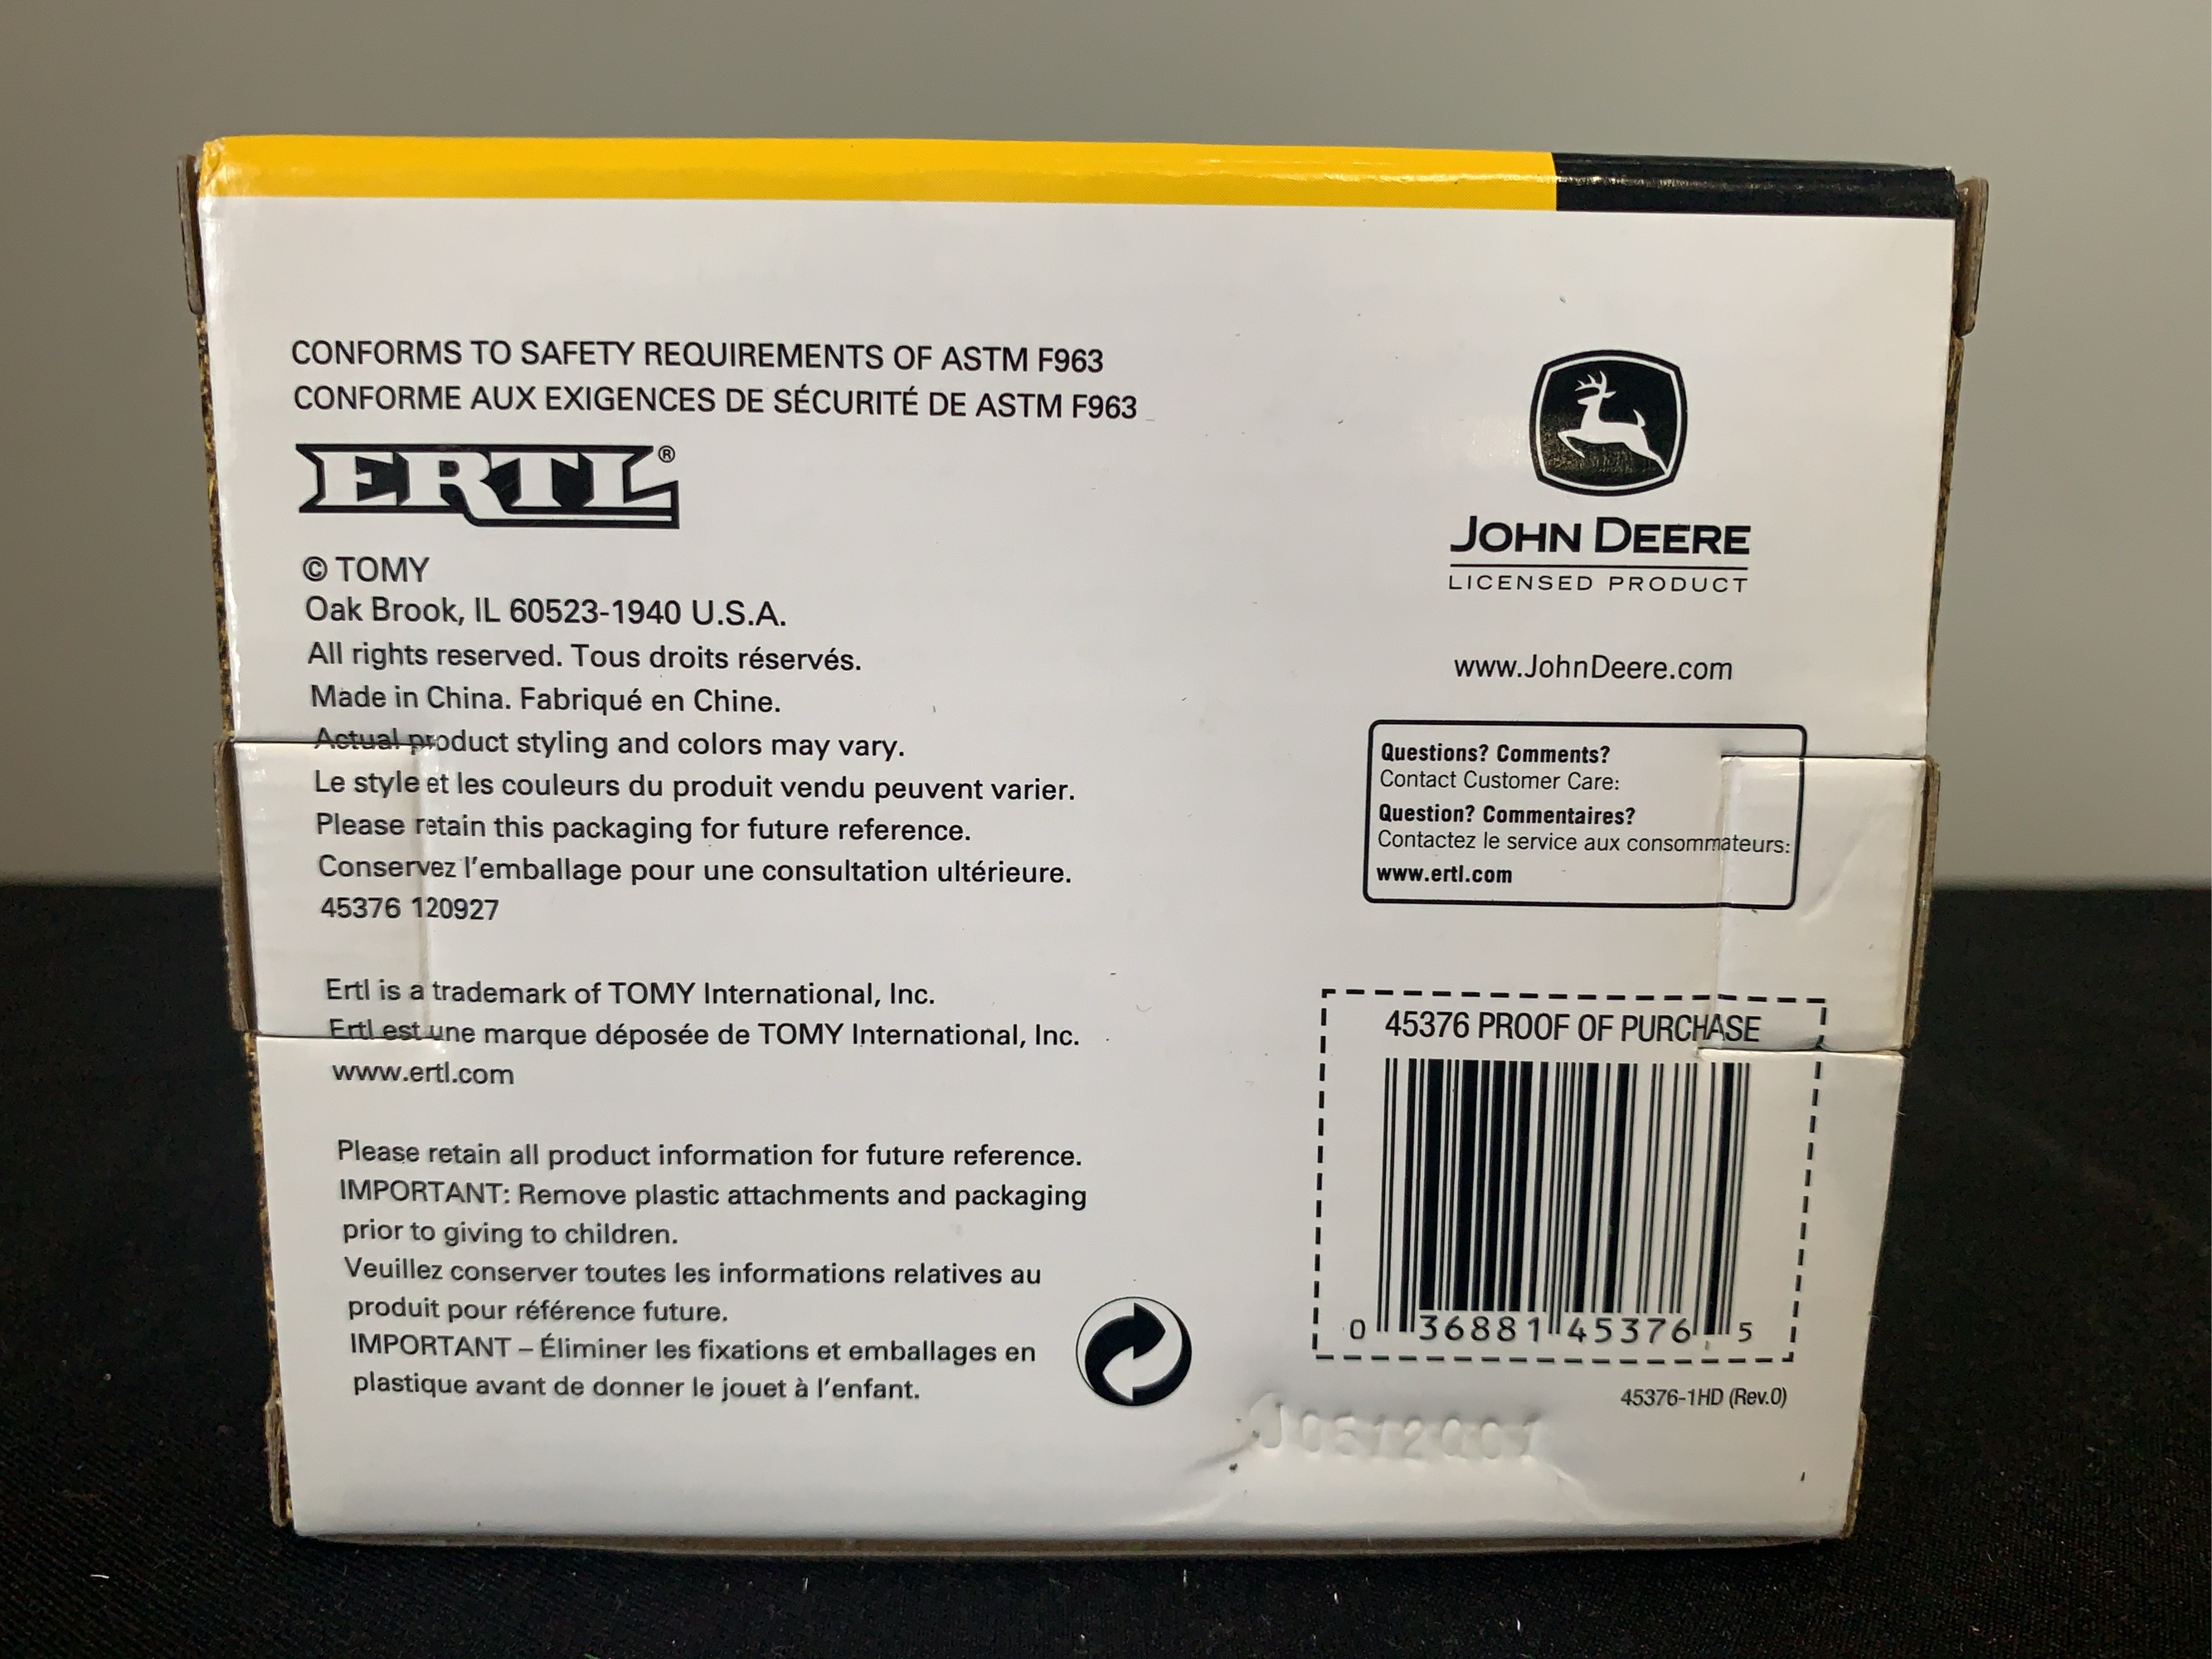 CONFORMS TO SAFETY REQUIREMENTS OF ASTM F963
CONFORME AUX EXIGENCES DE SÉCURITÉ DE ASTM F963
ERTL®
© TOMY
Oak Brook, IL 60523-1940 U.S.A.
All rights reserved. Tous droits réservés.
Made in China. Fabriqué en Chine.
Actual product styling and colors may vary.
Le style et les couleurs du produit vendu peuvent varier.
Please retain this packaging for future reference.
Conservez l'emballage pour une consultation ultérieure.
45376 120927
Ertl is a trademark of TOMY International, Inc.
Ertl est une marque déposée de TOMY International, Inc.
www.ertl.com
Please retain all product information for future reference.
IMPORTANT: Remove plastic attachments and packaging
prior to giving to children.
Veuillez conserver toutes les informations relatives au
produit pour référence future.
IMPORTANT – Éliminer les fixations et emballages en
plastique avant de donner le jouet à l'enfant.
JOHN DEERE
LICENSED PRODUCT
www.JohnDeere.com
Questions? Comments?
Contact Customer Care:
Question? Commentaires?
Contactez le service aux consommateurs:
www.ertl.com
45376 PROOF OF PURCHASE
0 36881 45376 5
45376-1HD (Rev.0)